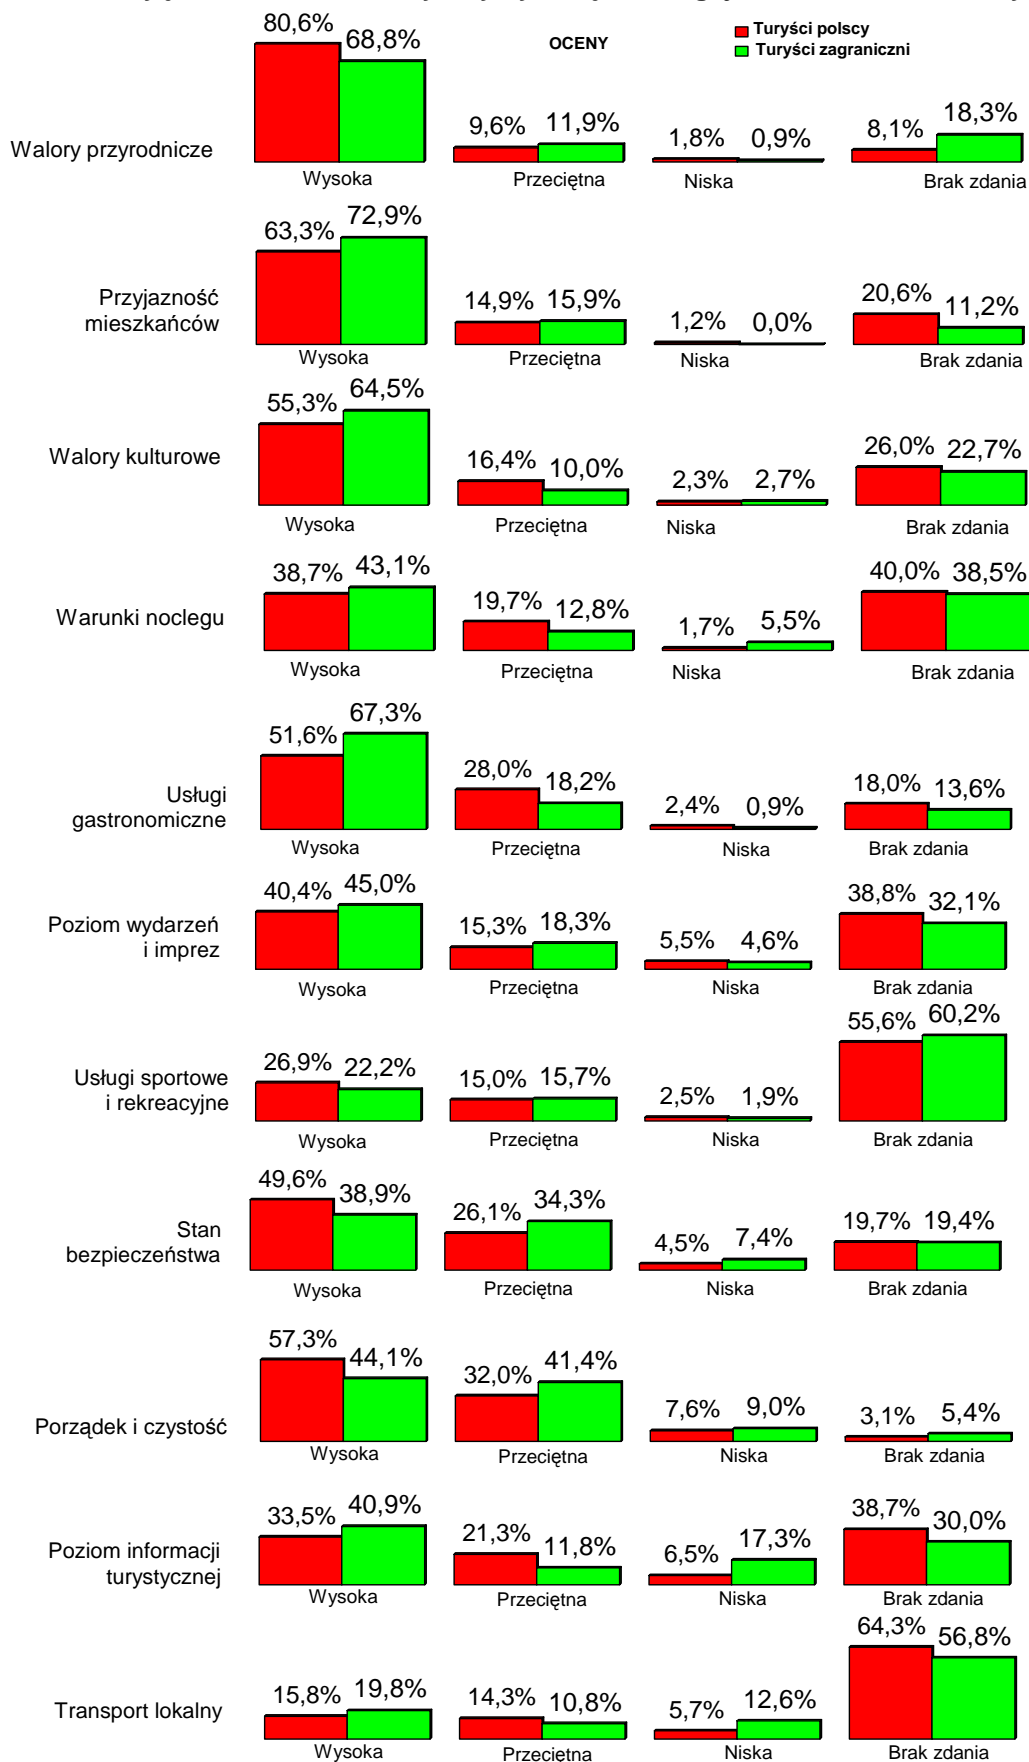 80,6% 68,8%
OCENY
Turyści polscy
Turyści zagraniczni
Walory przyrodnicze
9,6% 11,9%
1,8% 0,9%
8,1% 18,3%
Wysoka Przeciętna Niska Brak zdania
63,3% 72,9%
Przyjazność
mieszkańców
14,9% 15,9%
1,2% 0,0%
20,6% 11,2%
Wysoka Przeciętna Niska Brak zdania
55,3% 64,5%
Walory kulturowe
16,4% 10,0%
2,3% 2,7%
26,0% 22,7%
Wysoka Przeciętna Niska Brak zdania
38,7% 43,1%
Warunki noclegu
19,7% 12,8%
1,7% 5,5%
40,0% 38,5%
Wysoka Przeciętna Niska Brak zdania
51,6% 67,3%
Usługi
gastronomiczne
28,0% 18,2%
2,4% 0,9%
18,0% 13,6%
Wysoka Przeciętna Niska Brak zdania
40,4% 45,0%
Poziom wydarzeń
i imprez
15,3% 18,3%
5,5% 4,6%
38,8% 32,1%
Wysoka Przeciętna Niska Brak zdania
26,9% 22,2%
Usługi sportowe
i rekreacyjne
15,0% 15,7%
2,5% 1,9%
55,6% 60,2%
Wysoka Przeciętna Niska Brak zdania
49,6% 38,9%
Stan
bezpieczeństwa
26,1% 34,3%
4,5% 7,4%
19,7% 19,4%
Wysoka Przeciętna Niska Brak zdania
57,3% 44,1%
Porządek i czystość
32,0% 41,4%
7,6% 9,0%
3,1% 5,4%
Wysoka Przeciętna Niska Brak zdania
33,5% 40,9%
Poziom informacji
turystycznej
21,3% 11,8%
6,5% 17,3%
38,7% 30,0%
Wysoka Przeciętna Niska Brak zdania
15,8% 19,8%
Transport lokalny
14,3% 10,8%
5,7% 12,6%
64,3% 56,8%
Wysoka Przeciętna Niska Brak zdania